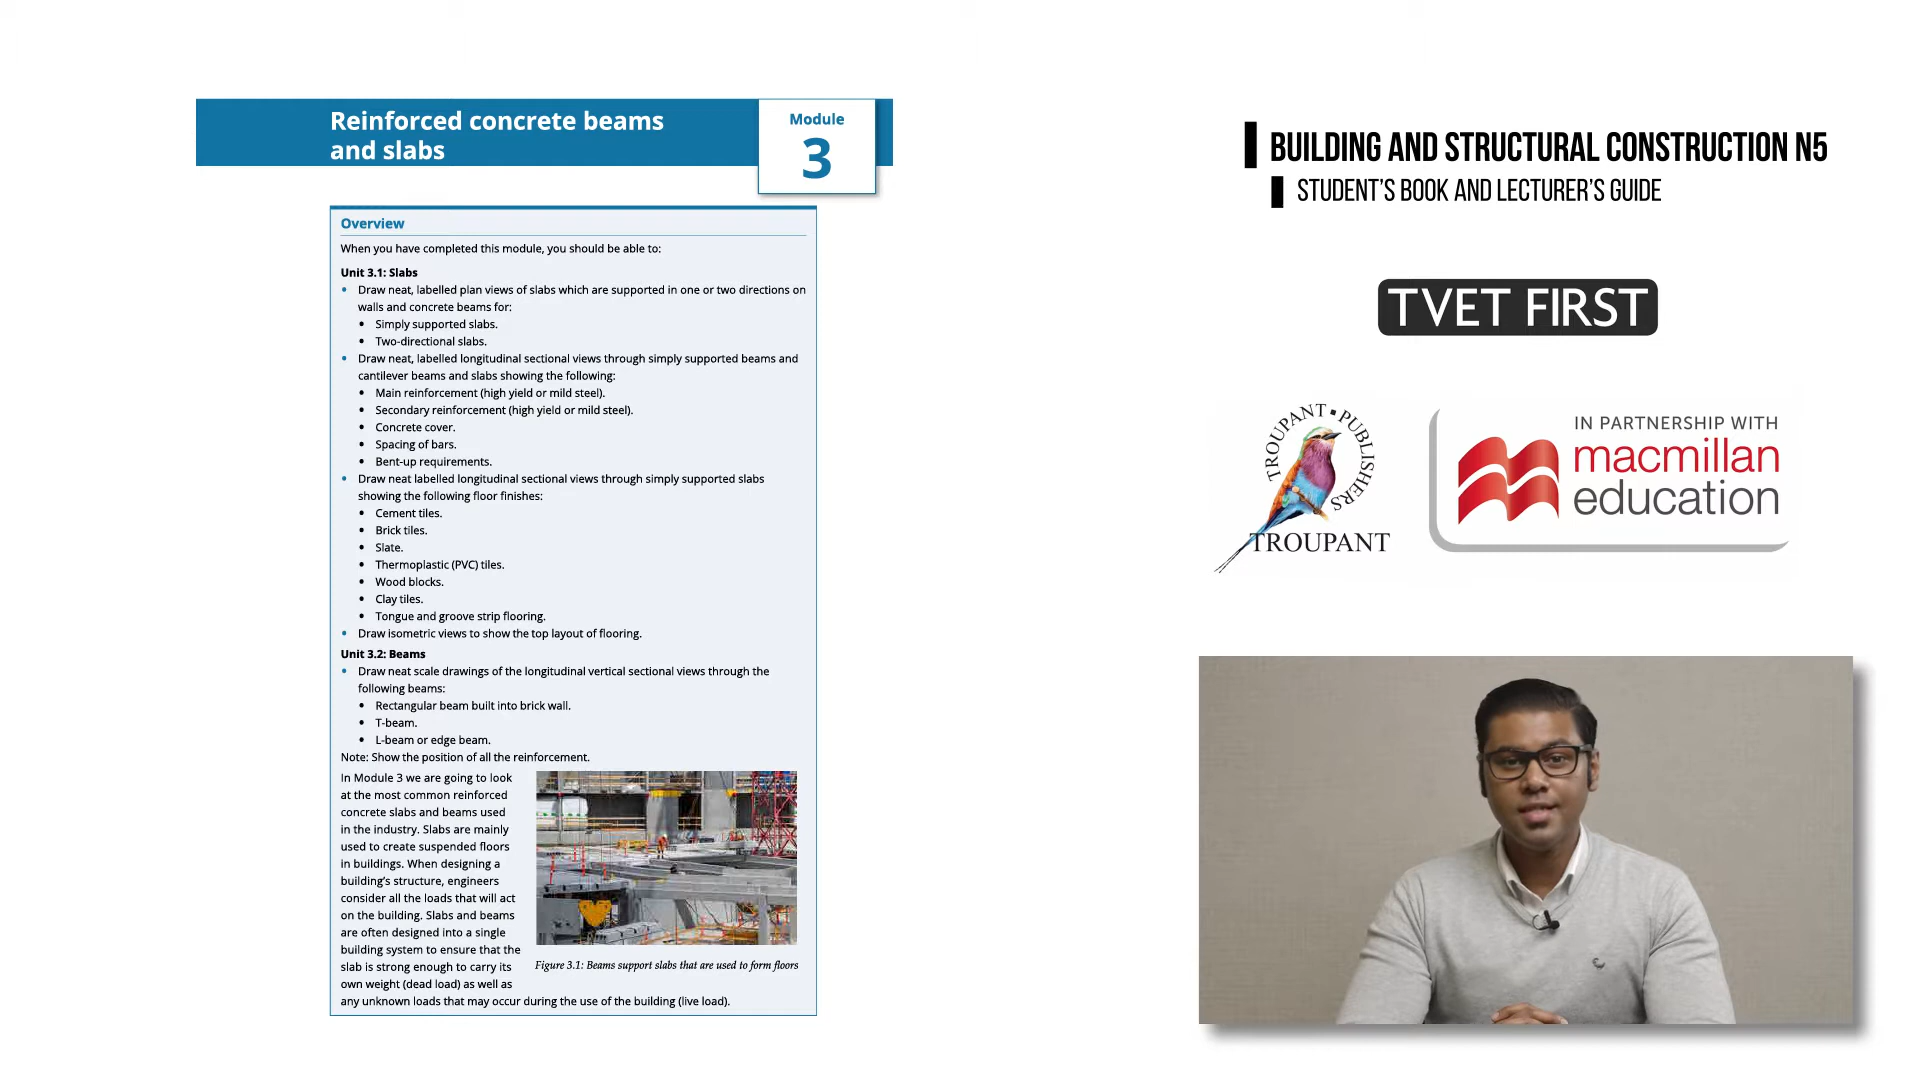 Reinforced concrete beams
and slabs
Module
3
Overview
When you have completed this module, you should be able to:
Unit 3.1: Slabs
• Draw neat, labelled plan views of slabs which are supported in one or two directions on
walls and concrete beams for:
• Simply supported slabs.
• Two-directional slabs.
• Draw neat, labelled longitudinal sectional views through simply supported beams and
cantilever beams and slabs showing the following:
• Main reinforcement (high yield or mild steel).
• Secondary reinforcement (high yield or mild steel).
• Concrete cover.
• Spacing of bars.
• Bent-up requirements.
• Draw neat labelled longitudinal sectional views through simply supported slabs
showing the following floor finishes:
• Cement tiles.
• Brick tiles.
• Slate.
• Thermoplastic (PVC) tiles.
• Wood blocks.
• Clay tiles.
• Tongue and groove strip flooring.
• Draw isometric views to show the top layout of flooring.
Unit 3.2: Beams
• Draw neat scale drawings of the longitudinal vertical sectional views through the
following beams:
• Rectangular beam built into brick wall.
• T-beam.
• L-beam or edge beam.
Note: Show the position of all the reinforcement.
In Module 3 we are going to look
at the most common reinforced
concrete slabs and beams used
in the industry. Slabs are mainly
used to create suspended floors
in buildings. When designing a
building's structure, engineers
consider all the loads that will act
on the building. Slabs and beams
are often designed into a single
building system to ensure that the
slab is strong enough to carry its
own weight (dead load) as well as
any unknown loads that may occur during the use of the building (live load).
Figure 3.1: Beams support slabs that are used to form floors
BUILDING AND STRUCTURAL CONSTRUCTION N5
STUDENT'S BOOK AND LECTURER'S GUIDE
TVET FIRST
TROUPANT • PUBLISHERS
TROUPANT
IN PARTNERSHIP WITH
macmillan
education